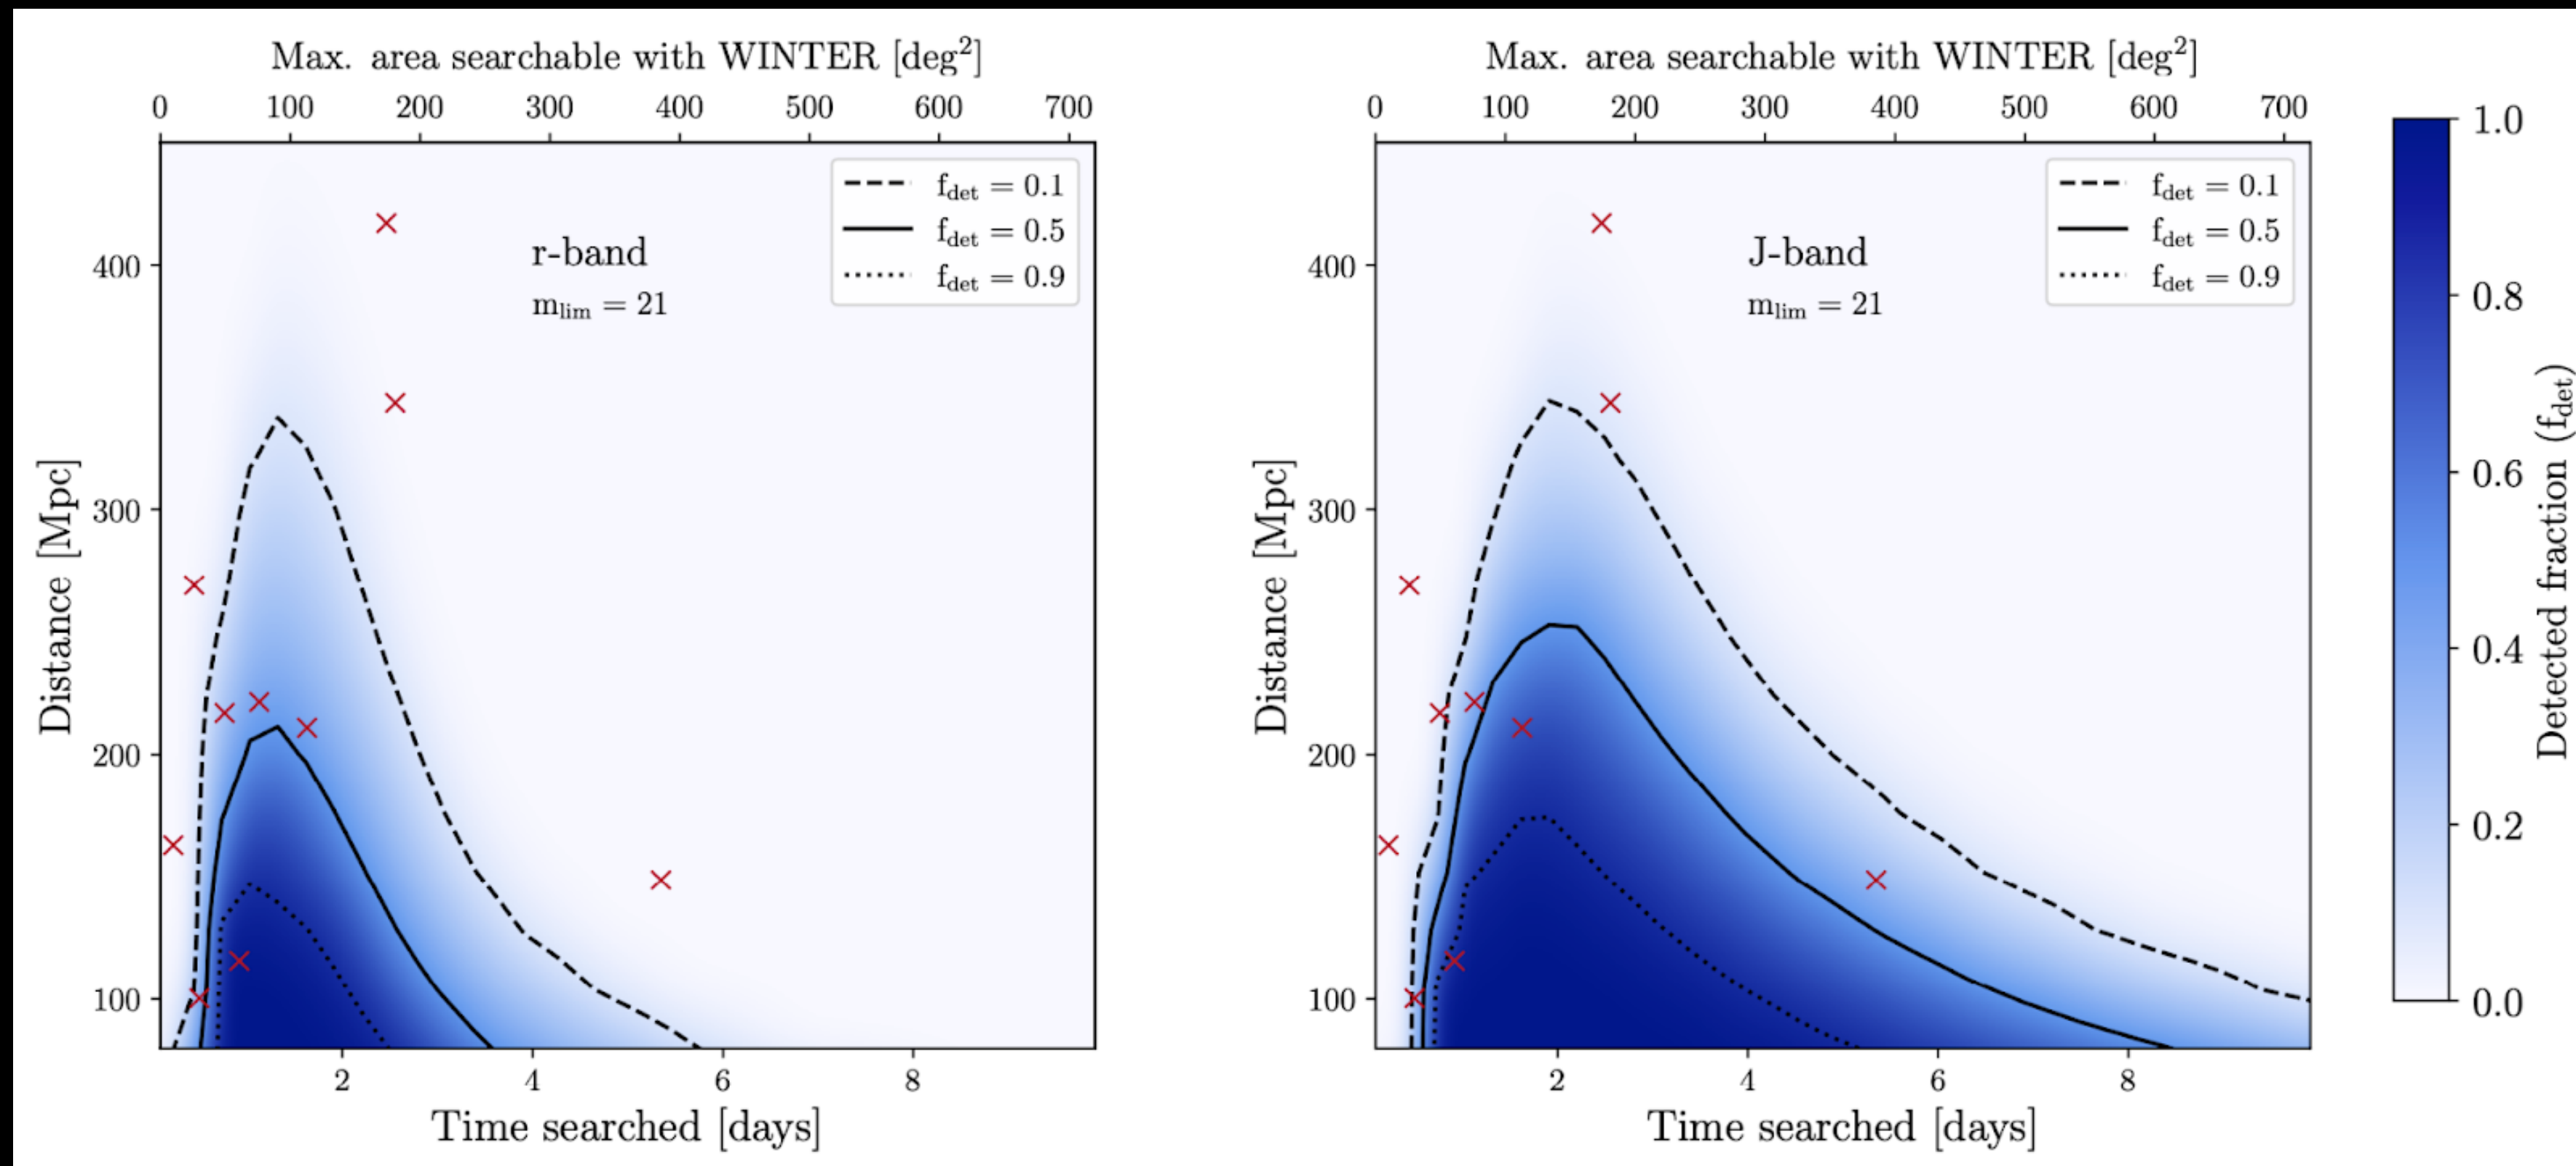 Max. area searchable with WINTER [deg²]
0 100 200 300 400 500 600 700
f_det = 0.1
f_det = 0.5
f_det = 0.9
r-band
m_lim = 21
400
300
200
100
Distance [Mpc]
2 4 6 8
Time searched [days]
Max. area searchable with WINTER [deg²]
0 100 200 300 400 500 600 700
f_det = 0.1
f_det = 0.5
f_det = 0.9
J-band
m_lim = 21
400
300
200
100
Distance [Mpc]
2 4 6 8
Time searched [days]
1.0
0.8
0.6
0.4
0.2
0.0
Detected fraction (f_det)